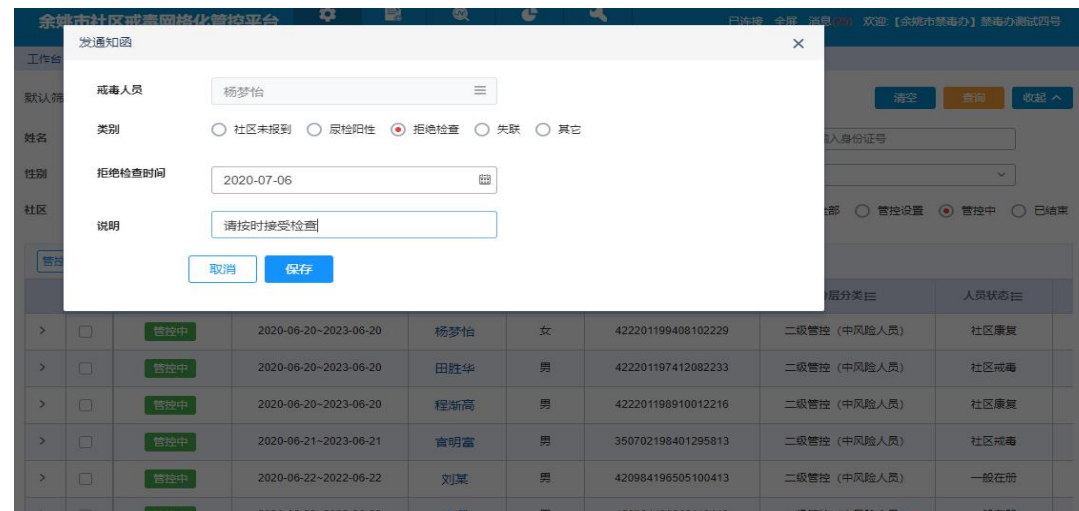 余姚市社区戒毒网格化管控平台 已连接 全屏 消息 欢迎【余姚市禁毒办】禁毒办测试四号
发通知函 ×
工作台
戒毒人员 杨梦怡
默认筛 清空 查询 收起
类别 社区未报到 尿检阳性 拒绝检查 失联 其它
姓名 输入身份证号
性别 拒绝检查时间 2020-07-06
社区 全部 管控设置 管控中 已结束
说明 请按时接受检查
管控
取消 保存
分层分类 人员状态
> 管控中 2020-06-20~2023-06-20 杨梦怡 女 422201199408102229 二级管控（中风险人员） 社区康复
> 管控中 2020-06-20~2023-06-20 田胜华 男 422201197412082233 二级管控（中风险人员） 社区戒毒
> 管控中 2020-06-20~2023-06-20 程渐高 男 422201198910012216 二级管控（中风险人员） 社区康复
> 管控中 2020-06-21~2023-06-21 官明富 男 350702198401295813 二级管控（中风险人员） 社区戒毒
> 管控中 2020-06-22~2022-06-22 刘某 男 420984196505100413 二级管控（中风险人员） 一般在册